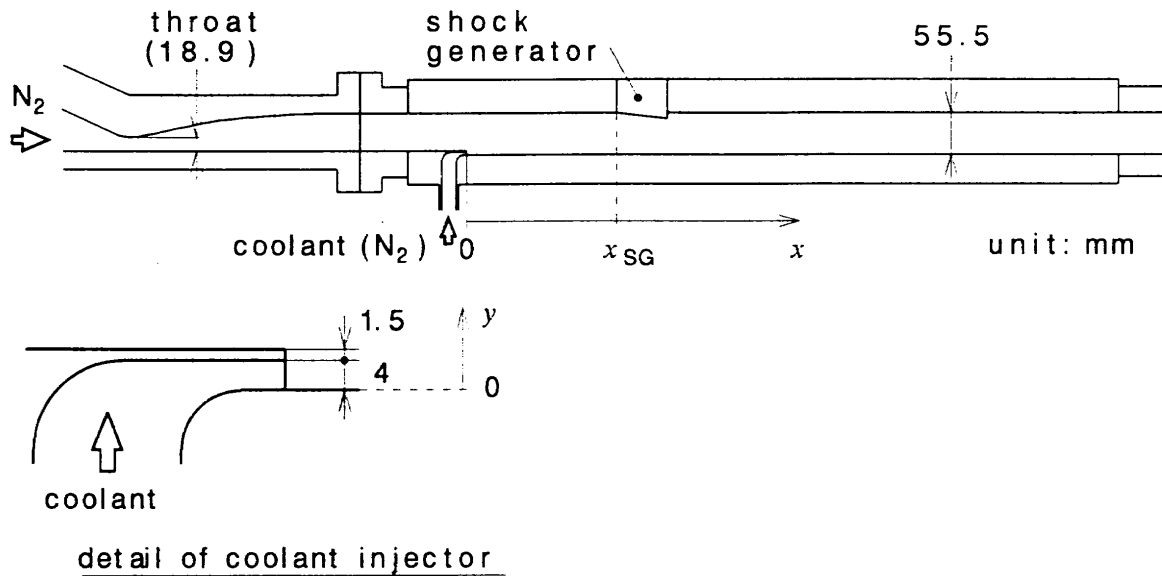 throat
(18.9)
shock
generator
55.5
N2
coolant (N2)
0
xSG
x
unit: mm
1.5
y
4
0
coolant
detail of coolant injector